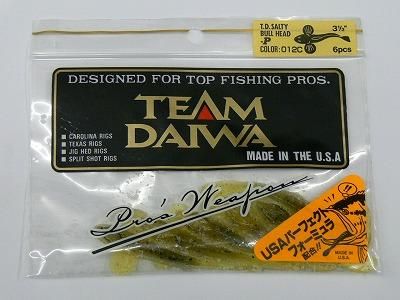 T.D. SALTY
BULL HEAD
-P
COLOR: 012C
3½"
6pcs
DESIGNED FOR TOP FISHING PROS.
TEAM
DAIWA
■ CAROLINA RIGS
■ TEXAS RIGS
■ JIG HED RIGS
■ SPLIT SHOT RIGS
MADE IN THE U.S.A
Pro's Weapon
USAパーフェクト
フォーミュラ
配合!!
MADE IN
U.S.A.